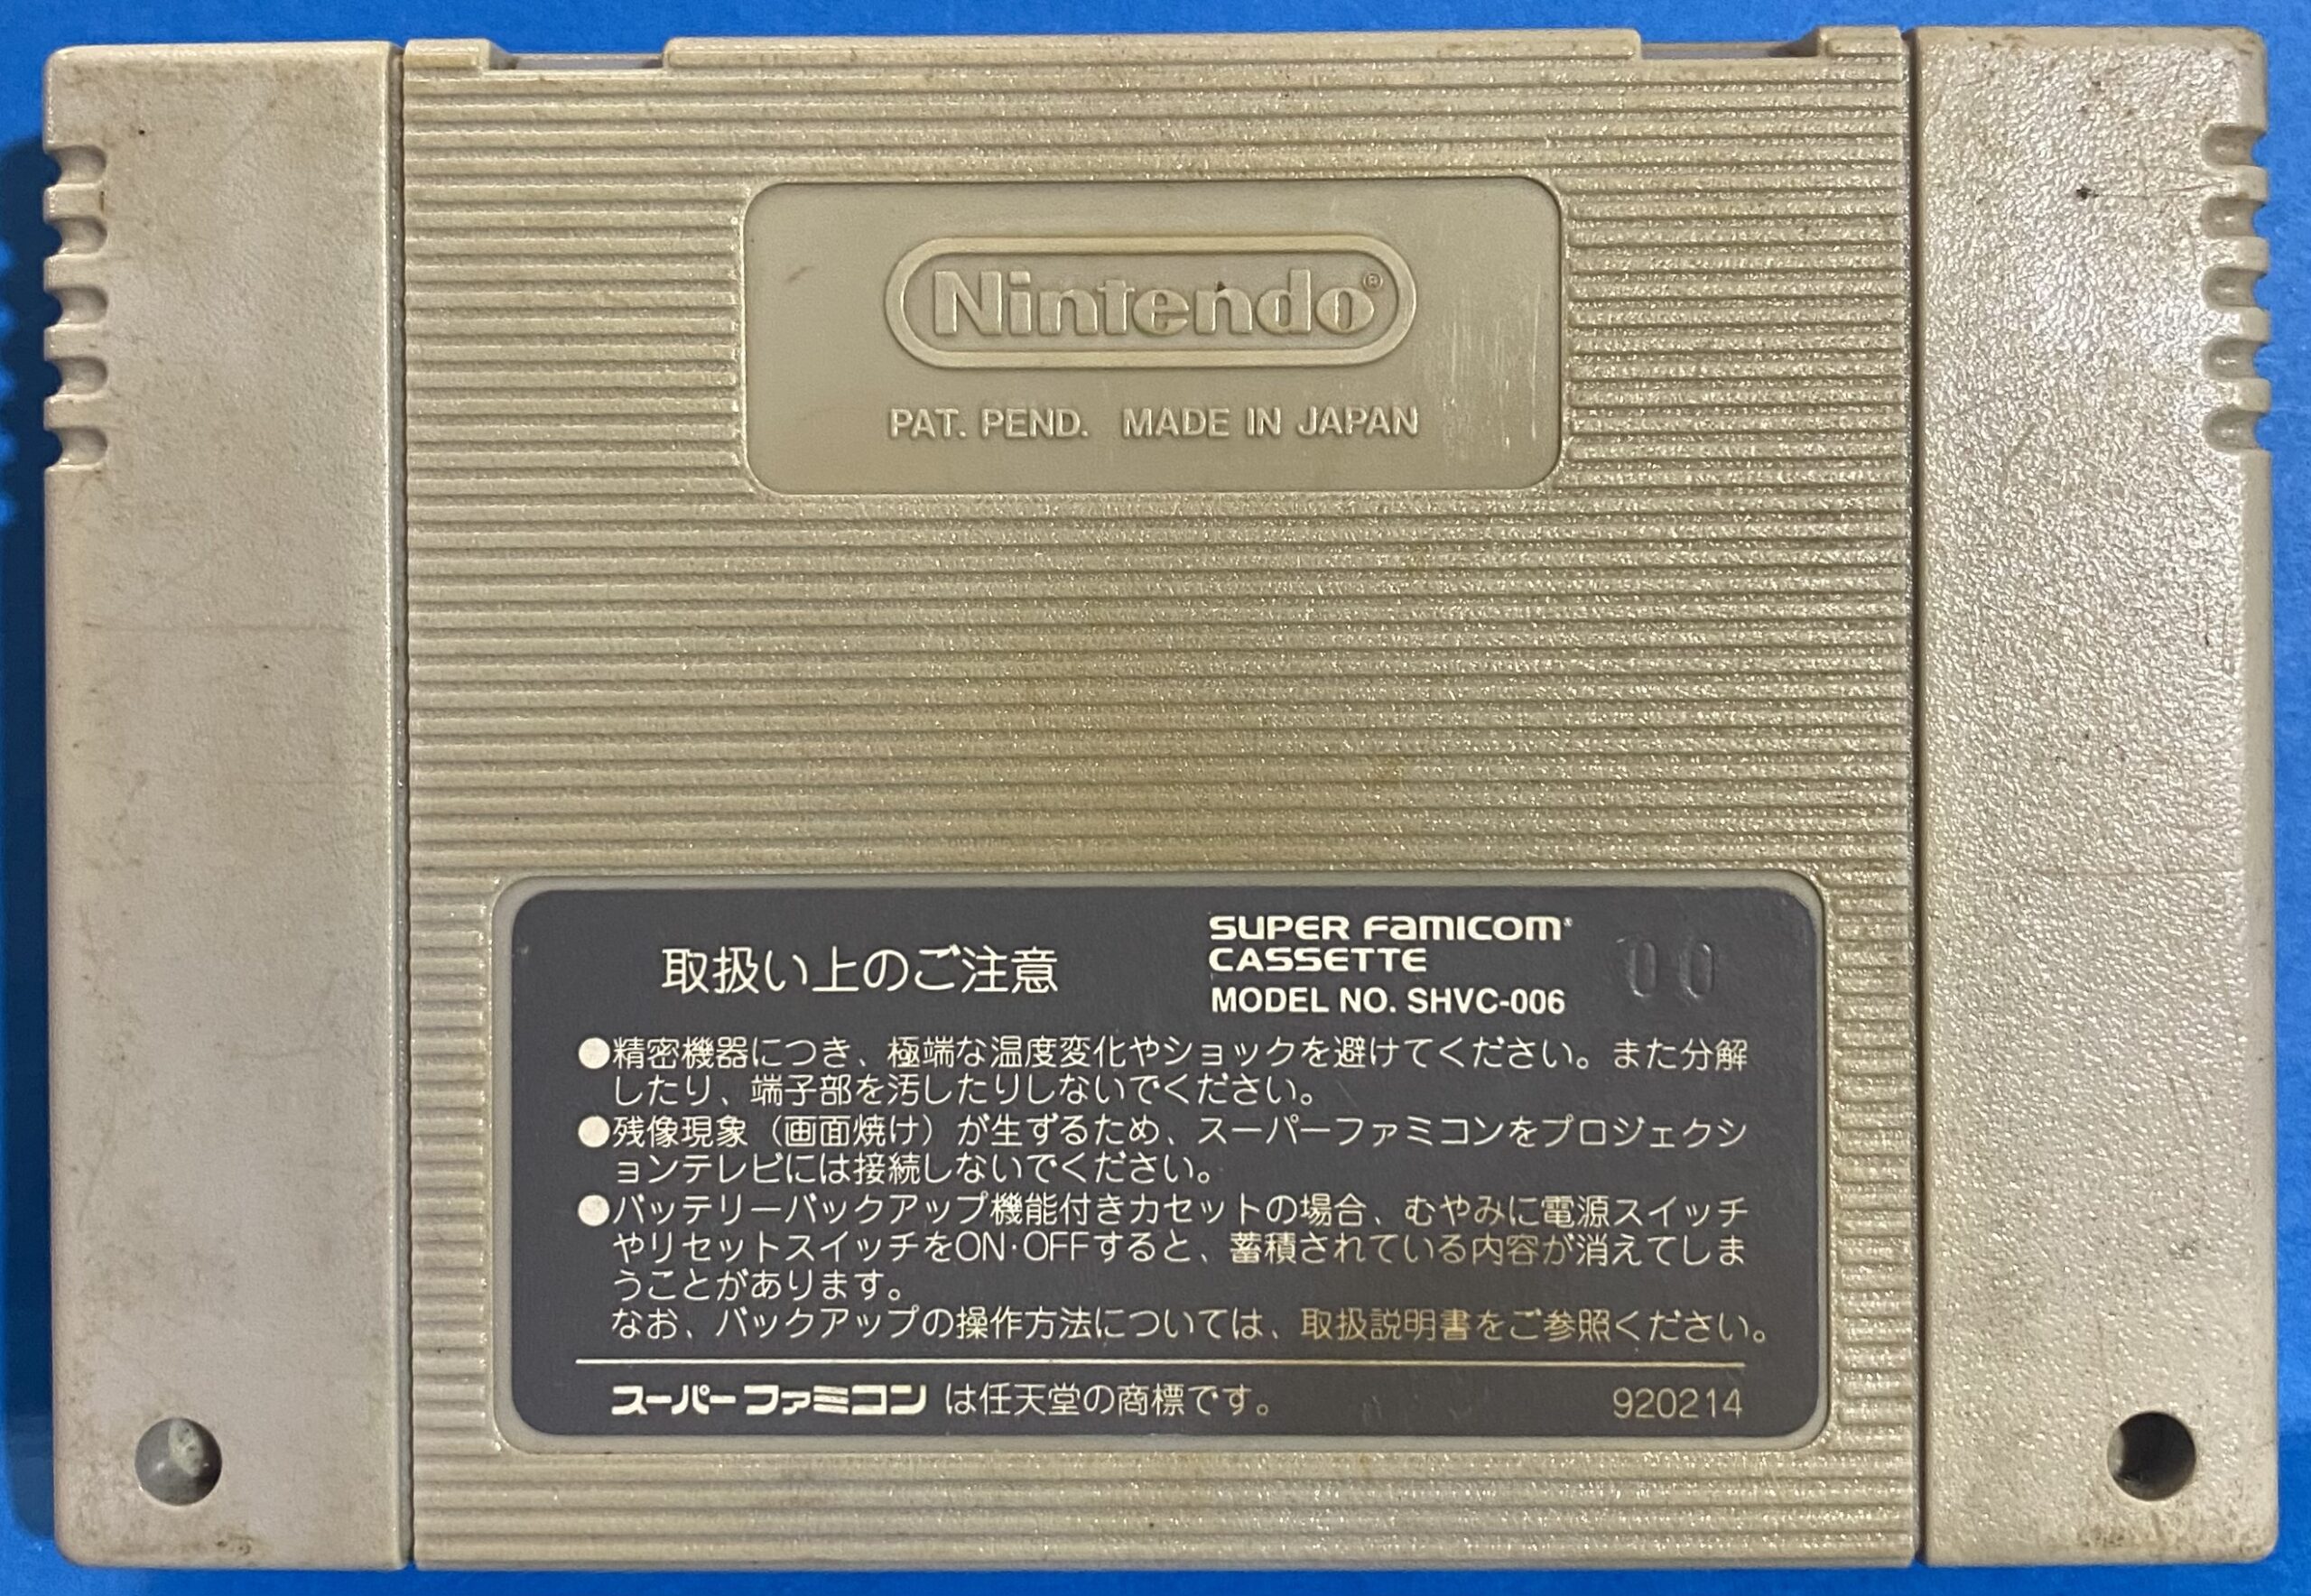 Nintendo®
PAT. PEND. MADE IN JAPAN
取扱い上のご注意
SUPER FAMICOM
CASSETTE
MODEL NO. SHVC-006
00
●精密機器につき、極端な温度変化やショックを避けてください。また分解
したり、端子部を汚したりしないでください。
●残像現象（画面焼け）が生ずるため、スーパーファミコンをプロジェクシ
ョンテレビには接続しないでください。
●バッテリーバックアップ機能付きカセットの場合、むやみに電源スイッチ
やリセットスイッチをON·OFFすると、蓄積されている内容が消えてしま
うことがあります。
なお、バックアップの操作方法については、取扱説明書をご参照ください。
スーパーファミコン は任天堂の商標です。
920214